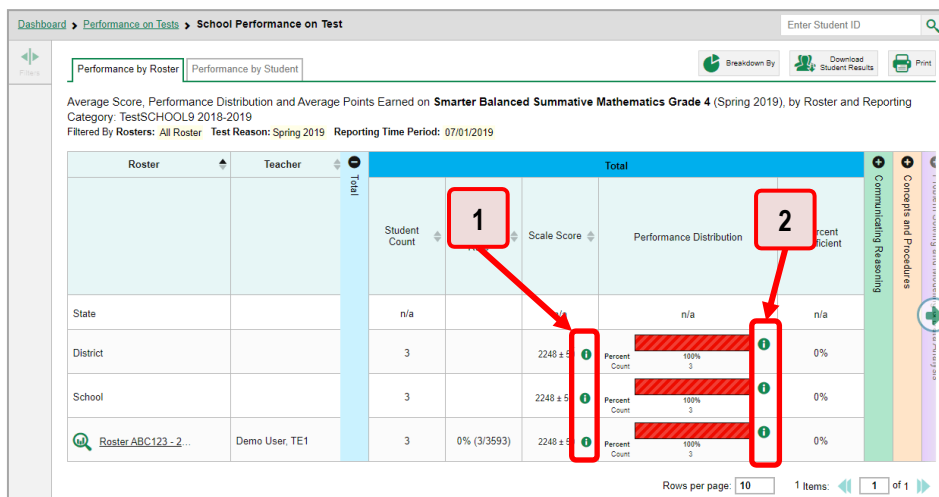 Dashboard > Performance on Tests > School Performance on Test
Enter Student ID
Filters
Performance by Roster
Performance by Student
Breakdown By
Download
Student Results
Print
Average Score, Performance Distribution and Average Points Earned on Smarter Balanced Summative Mathematics Grade 4 (Spring 2019), by Roster and Reporting
Category: TestSCHOOL9 2018-2019
Filtered By Rosters: All Roster Test Reason: Spring 2019 Reporting Time Period: 07/01/2019
Roster
Teacher
Total
Total
Communicating Reasoning
Concepts and Procedures
Student
Count
1
Scale Score
Performance Distribution
2
State
n/a
n/a
n/a
District
3
2248 ± 5
Percent 100%
Count 3
0%
School
3
2248 ± 5
Percent 100%
Count 3
0%
Roster ABC123 - 2...
Demo User, TE1
3
0% (3/3593)
2248 ± 5
Percent 100%
Count 3
0%
Rows per page: 10
1 Items:
1 of 1